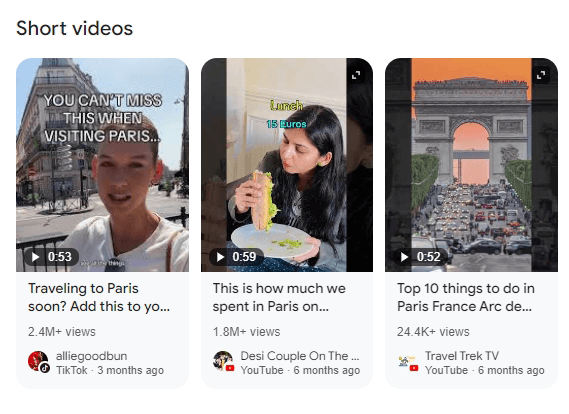 Short videos
YOU CAN'T MISS
THIS WHEN
VISITING PARIS...
0:53
Traveling to Paris
soon? Add this to yo...
2.4M+ views
alliegoodbun
TikTok · 3 months ago
Lunch
15 Euros
0:59
This is how much we
spent in Paris on...
1.8M+ views
Desi Couple On The ...
YouTube · 6 months ago
0:52
Top 10 things to do in
Paris France Arc de...
24.4K+ views
Travel Trek TV
YouTube · 6 months ago